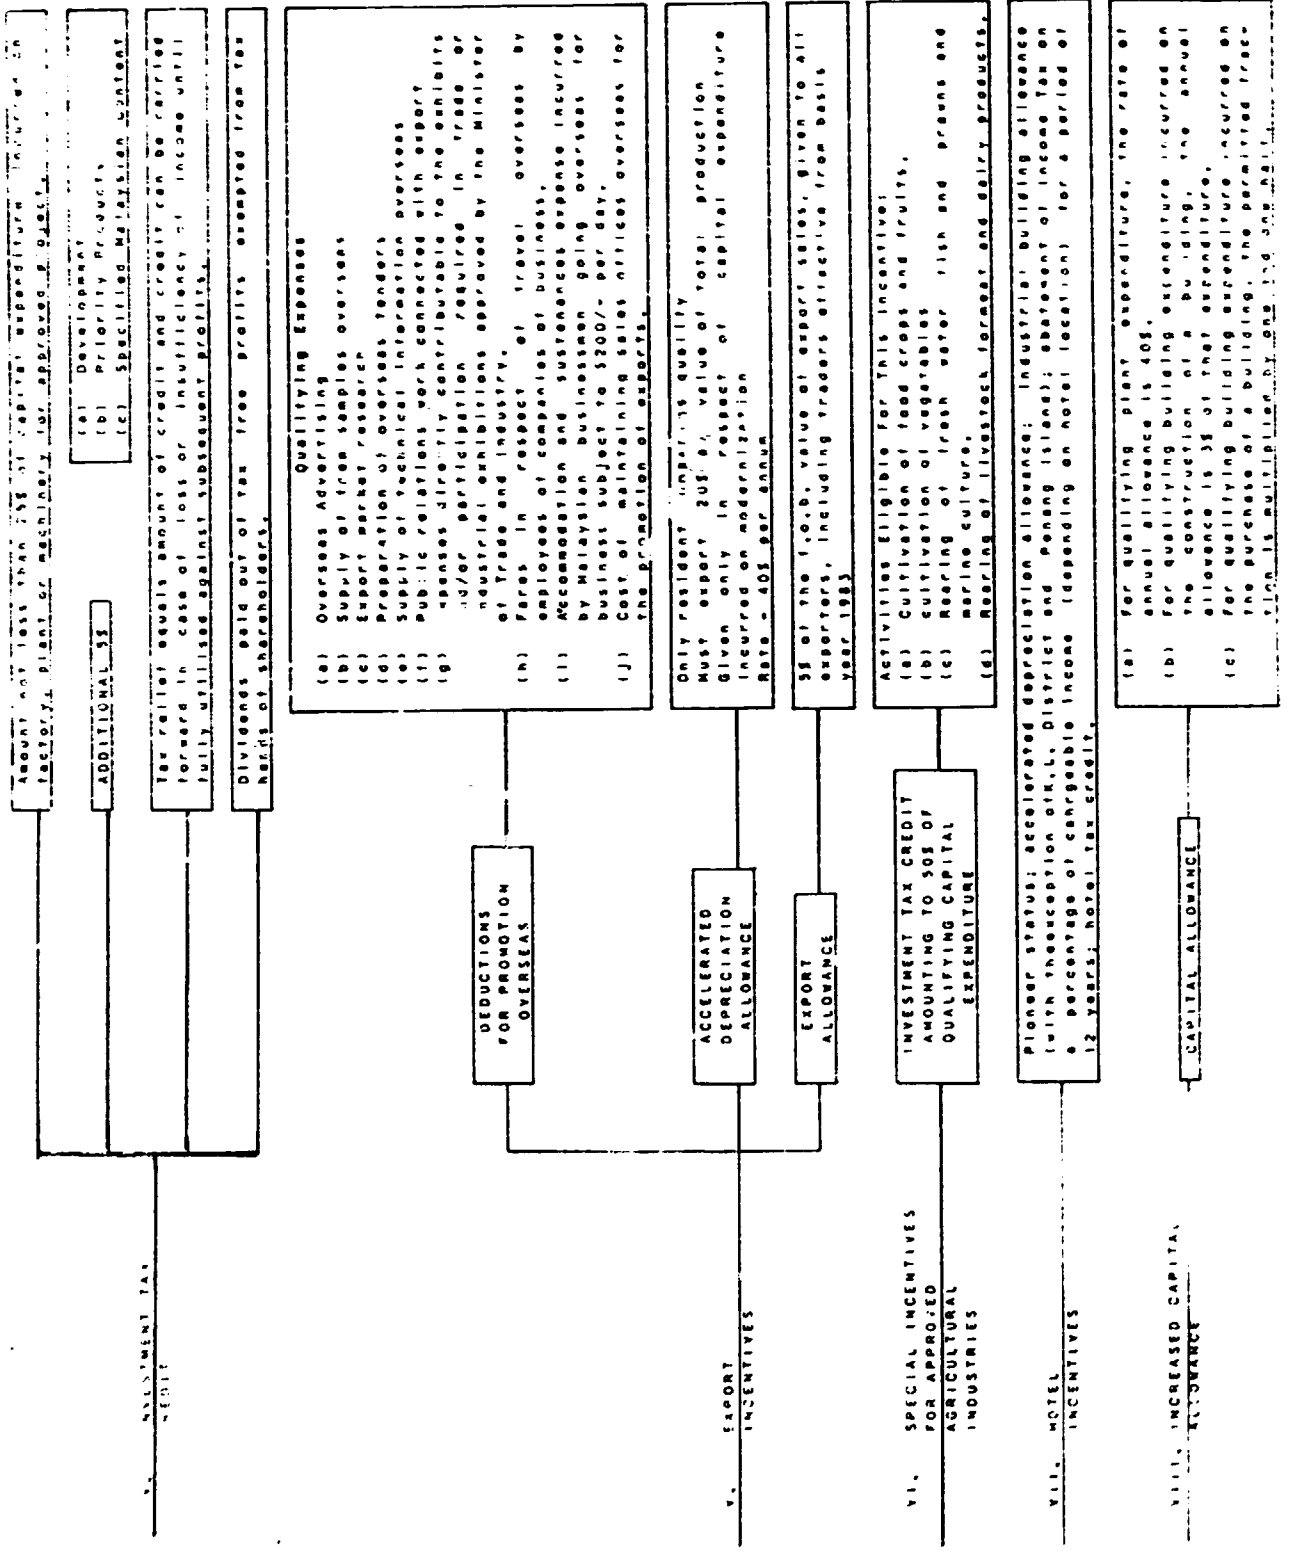 INVESTMENT TAX
Amount not less than 25% of capital expenditure incurred on
factory, plant or machinery for approved project.
ADDITIONAL 5%
(a) Development
(b) Priority Products
(c) Specified Malaysian Content
Tax relief equals amount of credit and credit can be carried
forward in case of loss or insufficiency of income until
fully utilised against subsequent profits.
Dividends paid out of tax free profits exempted from tax
hands of shareholders.
V. EXPORT
INCENTIVES
DEDUCTIONS
FOR PROMOTION
OVERSEAS
Qualitying Expenses
(a) Overseas Advertising
(b) Supply of free samples overseas
(c) Export market research
(d) Preparation of overseas tenders
(e) Supply of technical information overseas
(f) Public relations work connected with export
(g) expenses directly contributable to the exhibits
and/or participation required in trade or
industrial exhibitions approved by the Minister
of Trade and Industry.
(h) Fares in respect of travel overseas by
employees of companies of business.
(i) Accommodation and sustenances expense incurred
by Malaysian businessmen going overseas for
business subject to $200/- per day.
(j) Cost of maintaining sales offices overseas for
the promotion of exports.
ACCELERATED
DEPRECIATION
ALLOWANCE
Only resident quality
Must export 20% value of total production
Given only in respect of capital expenditure
incurred on modernization
Rate - 40% per annum
EXPORT
ALLOWANCE
5% of the f.o.b. value of export sales, given to all
exporters, including traders effective from basis
year 1983
VI. SPECIAL INCENTIVES
FOR APPROVED
AGRICULTURAL
INDUSTRIES
INVESTMENT TAX CREDIT
AMOUNTING TO 50% OF
QUALIFYING CAPITAL
EXPENDITURE
Activities Eligible for This Incentive:
(a) Cultivation of food crops and fruits.
(b) cultivation of vegetables
(c) Rearing of fresh water fish and prawns and
marine culture.
(d) Rearing of livestock formeat and dairy products.
VII. HOTEL
INCENTIVES
Pioneer status; accelerated depreciation allowance; industrial building allowance
(with theexception ofK.L. District and Penang Island); abatement of income Tax on
a percentage of chargeable income (depending on hotel location) for a period of
12 years; hotel tax credit.
VIII. INCREASED CAPITAL
ALLOWANCE
CAPITAL ALLOWANCE
(a) For qualifying plant expenditure, the rate of
annual allowance is 40%.
(b) For qualifying building expenditure incurred on
the construction of a building, the annual
allowance is 3% of that expenditure.
(c) For qualifying building expenditure incurred on
the purchase of a building, the permitted frac-
tion is multiplied by one and one half.